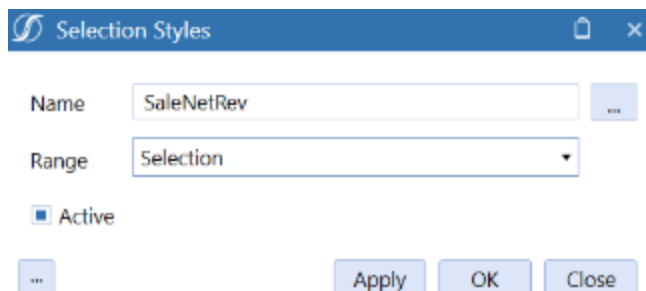 Selection Styles
Name SaleNetRev ...
Range Selection
Active
... Apply OK Close